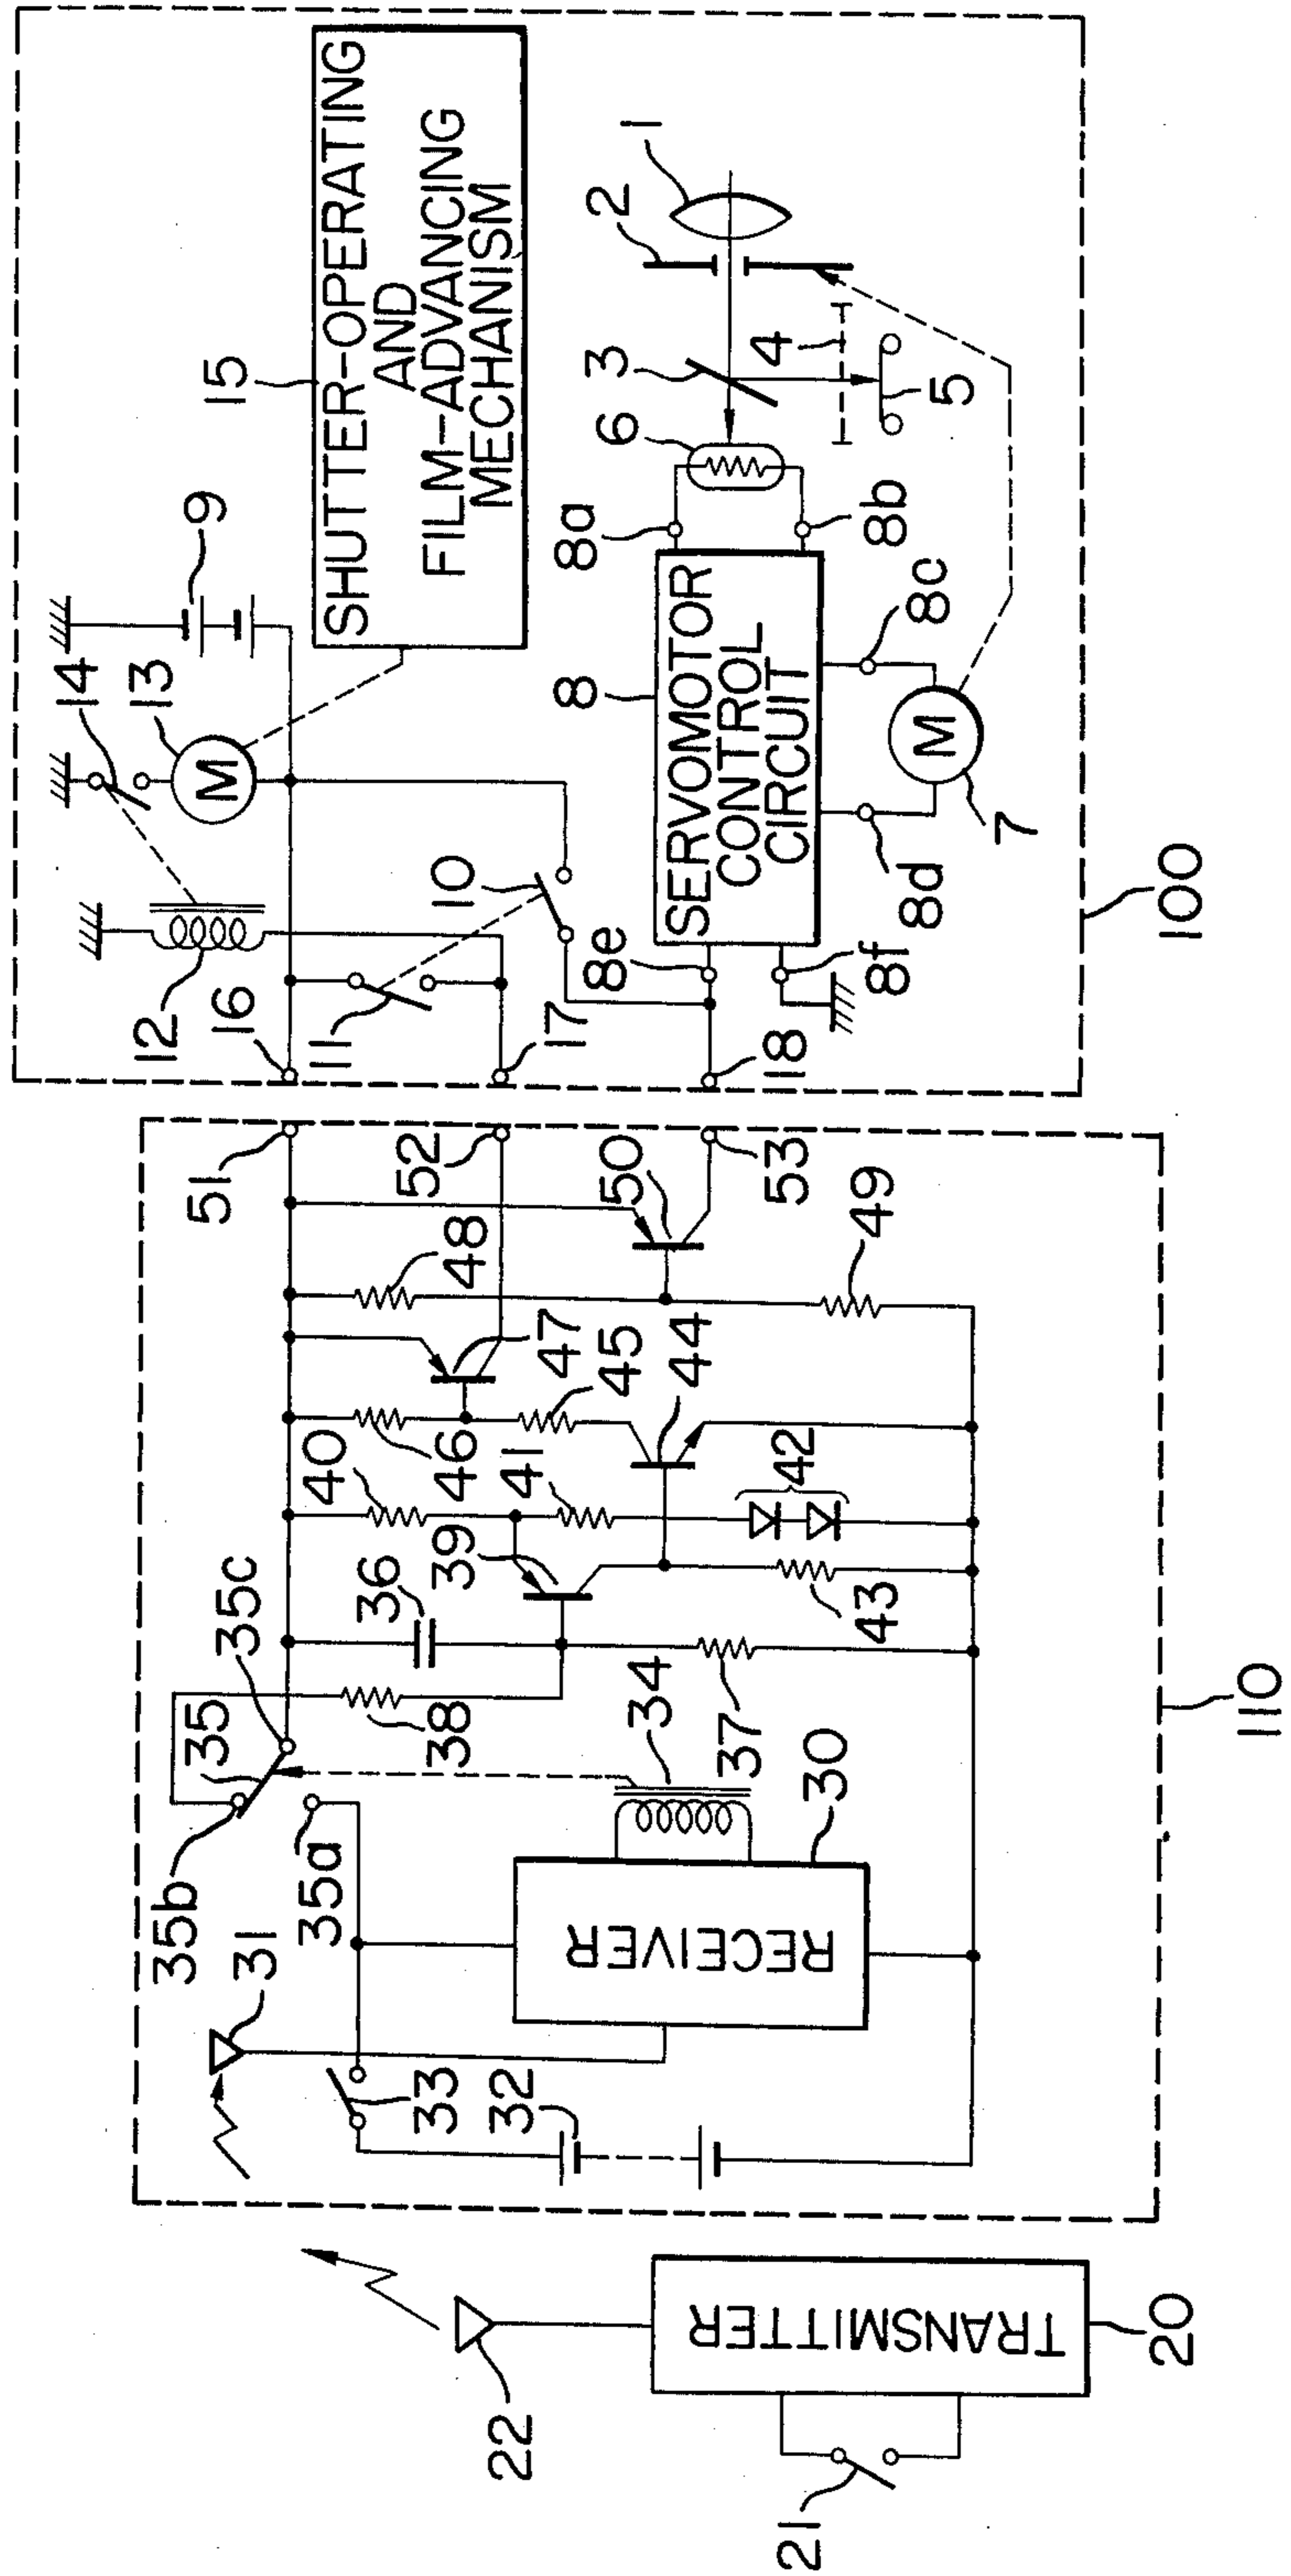 SHUTTER-OPERATING
AND
FILM-ADVANCING
MECHANISM
15
9
14
13
M
12
16
11
10
17
1
2
3
4
5
6
8a
8b
8
SERVOMOTOR
CONTROL
CIRCUIT
8c
8d
8e
8f
M
7
18
100
51
52
53
50
48
49
47
45
44
46
40
41
42
39
36
43
35c
35
38
34
37
35b
35a
30
RECEIVER
31
33
32
110
22
TRANSMITTER
20
21